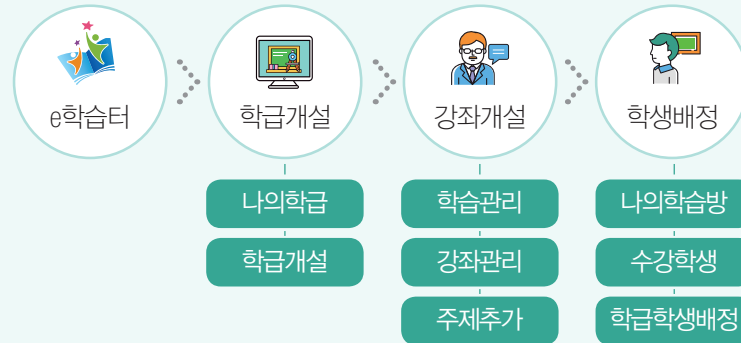 e학습터
학급개설
강좌개설
학생배정
나의학급
학습관리
나의학습방
학급개설
강좌관리
수강학생
주제추가
학급학생배정